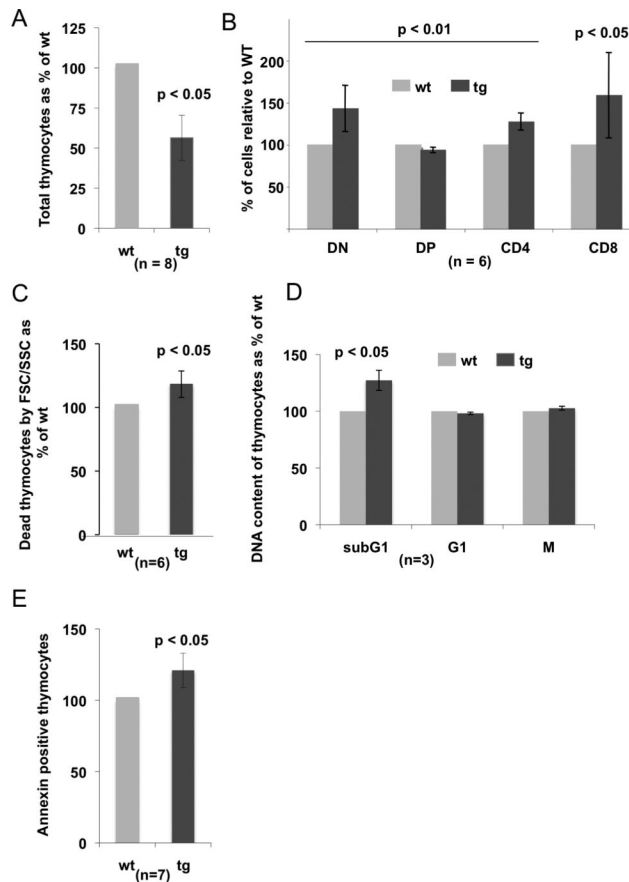 A
Total thymocytes as % of wt
125
100
75
50
25
0
p < 0.05
wt tg
(n = 8)
B
% of cells relative to WT
200
150
100
50
p < 0.01
p < 0.05
wt tg
DN DP CD4 CD8
(n = 6)
C
Dead thymocytes by FSC/SSC as
% of wt
150
100
50
0
p < 0.05
wt tg
(n=6)
D
DNA content of thymocytes as % of wt
150
125
100
75
50
25
0
p < 0.05
wt tg
subG1 G1 M
(n=3)
E
Annexin positive thymocytes
150
100
50
0
p < 0.05
wt tg
(n=7)